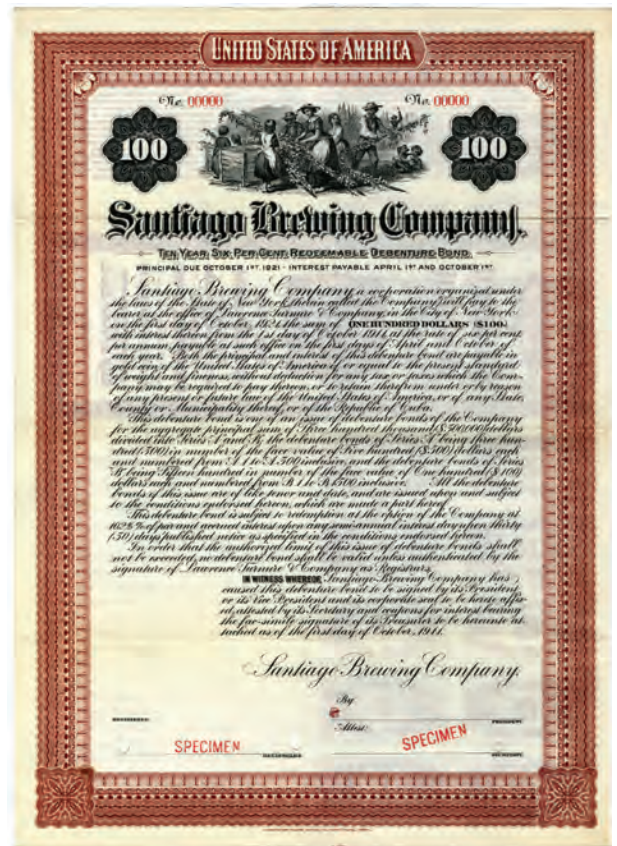 UNITED STATES OF AMERICA
No. 00000 No. 00000
100 100
Santiago Brewing Company.
TEN YEAR SIX PER CENT. REDEEMABLE DEBENTURE BOND.
PRINCIPAL DUE OCTOBER 1ST 1921 - INTEREST PAYABLE APRIL 1ST AND OCTOBER 1ST
Santiago Brewing Company, a corporation organized under
the laws of the State of New York, (herein called the Company) will pay to the
bearer at the office of Lawrence Turnure & Company, in the City of New York
on the first day of October 1921, the sum of ONE HUNDRED DOLLARS ($100)
with interest thereon from the 1st day of October 1911, at the rate of six per cent
per annum, payable at such office on the first days of April and October of
each year. Both the principal and interest of this debenture bond are payable in
gold coin of the United States of America or equal to the present standard
of weight and fineness, without deduction for any tax or taxes which the Com-
pany may be required to pay thereon, or to retain therefrom under or by reason
of any present or future law of the United States of America, or of any State,
County or Municipality thereof, or of the Republic of Cuba.
This debenture bond is one of an issue of debenture bonds of the Company
for the aggregate principal sum of Three hundred thousand ($300,000) dollars
divided into Series A and B, the debenture bonds of Series A being three hun-
dred (300) in number of the face value of Five hundred ($500) dollars each
and numbered from A 1 to A 300 inclusive, and the debenture bonds of Series
B being Fifteen hundred in number of the face value of One hundred ($100)
dollars each and numbered from B 1 to B 1500 inclusive. All the debenture
bonds of this issue are of like tenor and date, and are issued upon and subject
to the conditions endorsed hereon, which are made a part hereof.
This debenture bond is subject to redemption at the option of the Company at
102½ % of par and accrued interest upon any semi-annual interest day upon thirty
(30) days published notice as specified in the conditions endorsed hereon.
In order that the authorized limit of this issue of debenture bonds shall
not be exceeded, no debenture bond shall be valid unless authenticated by the
signature of Lawrence Turnure & Company as Registrars.
IN WITNESS WHEREOF, Santiago Brewing Company has
caused this debenture bond to be signed by its President
or its Vice President and its corporate seal to be hereto affix-
ed, attested by its Secretary and coupons for interest bearing
the fac-simile signature of its Treasurer to be hereunto at-
tached as of the first day of October, 1911.
Santiago Brewing Company.
By
PRESIDENT.
Attest:
SPECIMEN SPECIMEN